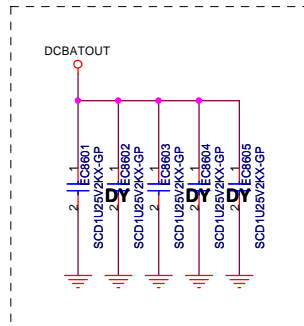 DCBATOUT
1
2
EC8601
SCD1U25V2KX-GP
1
2
DY
EC8602
SCD1U25V2KX-GP
1
2
EC8603
SCD1U25V2KX-GP
1
2
DY
EC8604
SCD1U25V2KX-GP
1
2
DY
EC8605
SCD1U25V2KX-GP